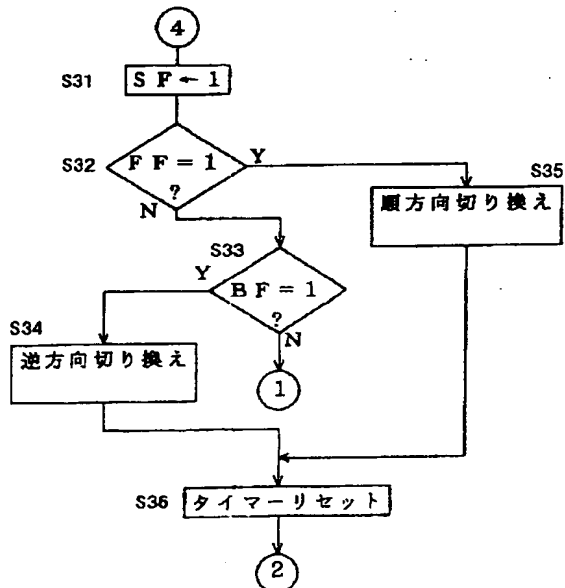 4
S31
SF←1
S32
FF=1
?
Y
N
S35
順方向切り換え
S33
Y
BF=1
?
N
S34
逆方向切り換え
1
S36
タイマーリセット
2